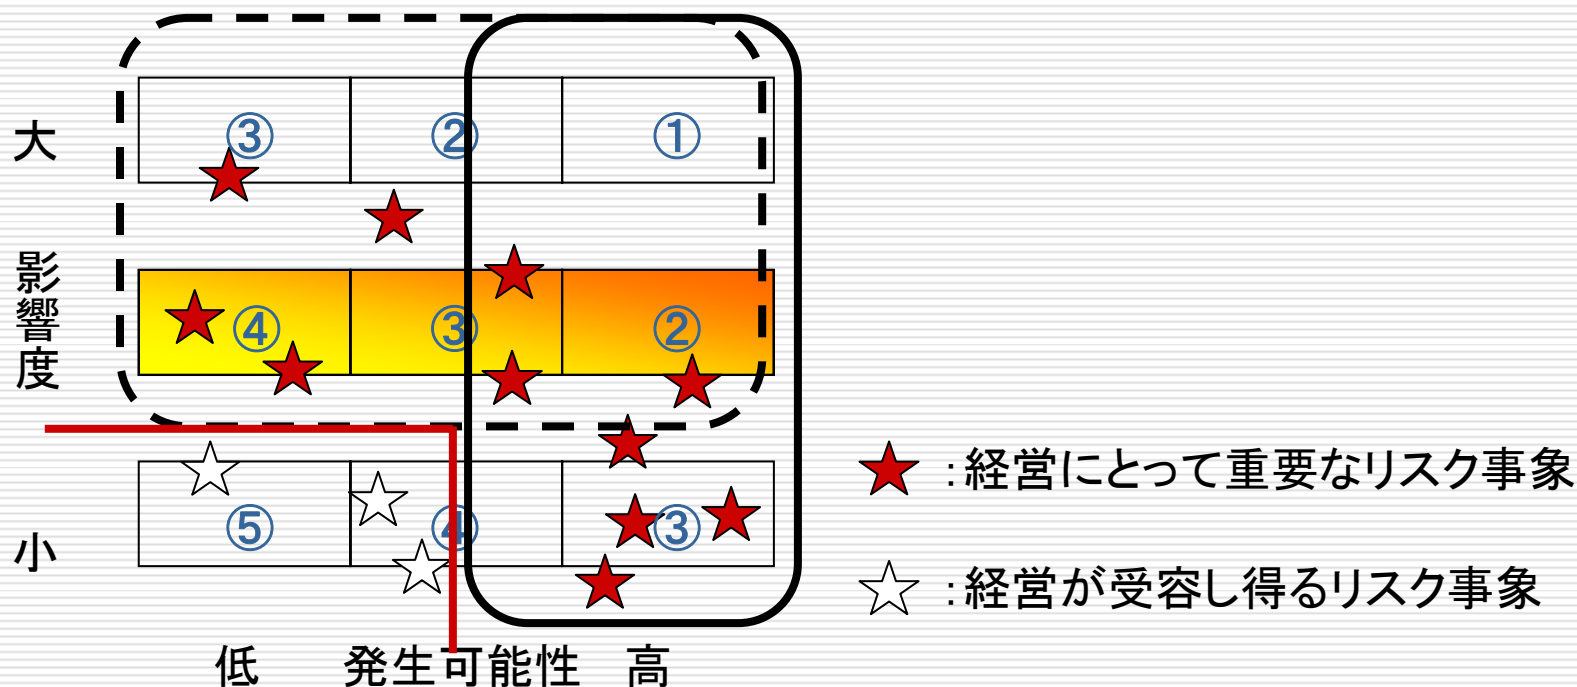 大
③ ② ①
影響度
④ ③ ②
小
⑤ ④ ③
低 発生可能性 高
:経営にとって重要なリスク事象
:経営が受容し得るリスク事象